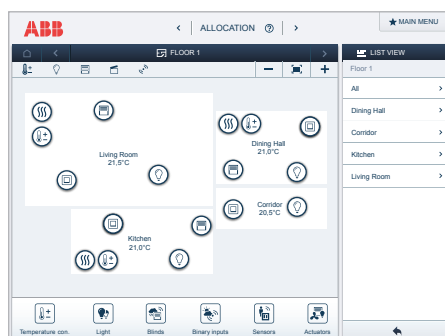 ABB
ALLOCATION
MAIN MENU
FLOOR 1
LIST VIEW
Floor 1
All
Dining Hall
Corridor
Kitchen
Living Room
Living Room
21,5°C
Dining Hall
21,0°C
Corridor
20,5°C
Kitchen
21,0°C
Temperature con.
Light
Blinds
Binary inputs
Sensors
Actuators